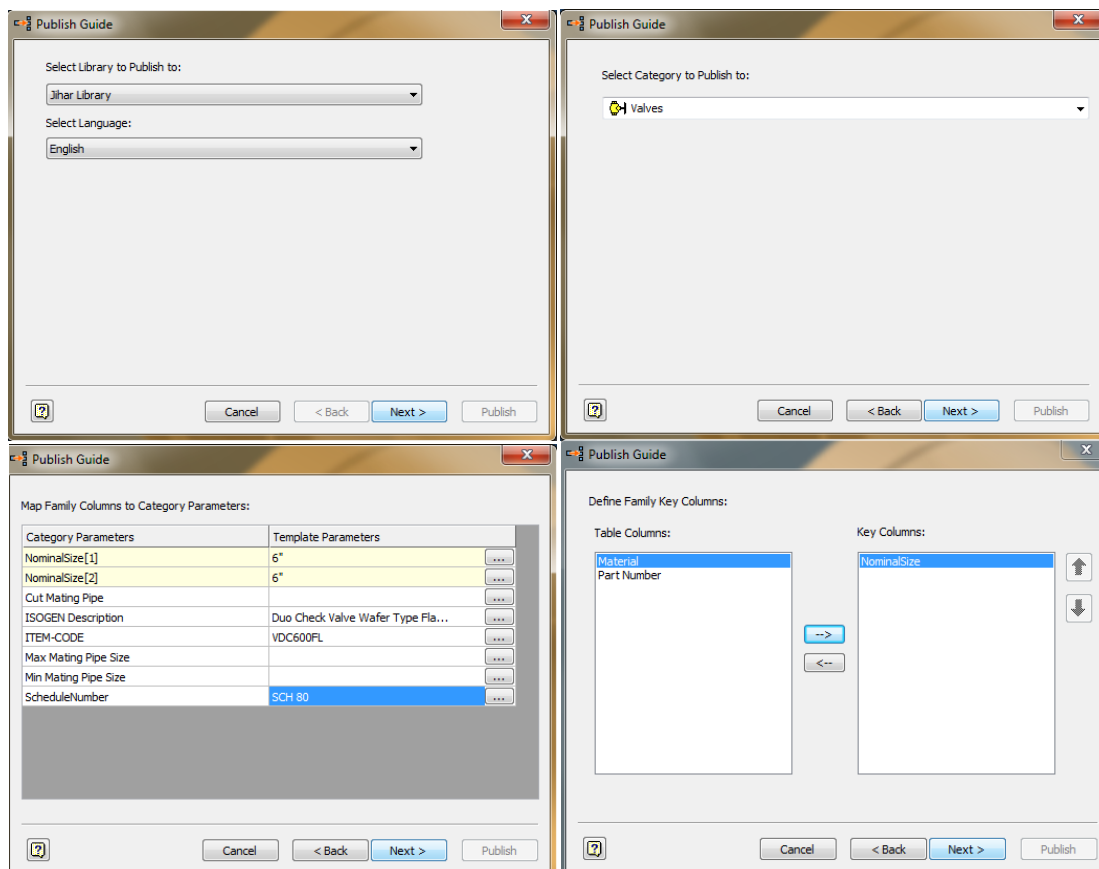 Publish Guide
X
Select Library to Publish to:
Jihar Library
Select Language:
English
Cancel < Back Next > Publish
Publish Guide
X
Select Category to Publish to:
Valves
Cancel < Back Next > Publish
Publish Guide
X
Map Family Columns to Category Parameters:
Category Parameters Template Parameters
NominalSize[1] 6" ...
NominalSize[2] 6" ...
Cut Mating Pipe ...
ISOGEN Description Duo Check Valve Wafer Type Fla... ...
ITEM-CODE VDC600FL ...
Max Mating Pipe Size ...
Min Mating Pipe Size ...
ScheduleNumber SCH 80 ...
Cancel < Back Next > Publish
Publish Guide
X
Define Family Key Columns:
Table Columns: Key Columns:
Material NominalSize
Part Number
-->
<--
Cancel < Back Next > Publish